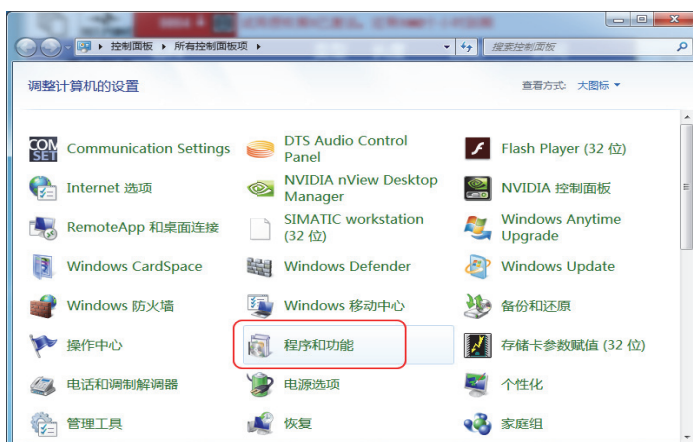 控制面板 ▸ 所有控制面板项 ▸
搜索控制面板
调整计算机的设置
查看方式: 大图标
COM SET
Communication Settings
DTS Audio Control
Panel
Flash Player (32 位)
Internet 选项
NVIDIA nView Desktop
Manager
NVIDIA 控制面板
RemoteApp 和桌面连接
SIMATIC workstation
(32 位)
Windows Anytime
Upgrade
Windows CardSpace
Windows Defender
Windows Update
Windows 防火墙
Windows 移动中心
备份和还原
操作中心
程序和功能
存储卡参数赋值 (32 位)
电话和调制解调器
电源选项
个性化
管理工具
恢复
家庭组